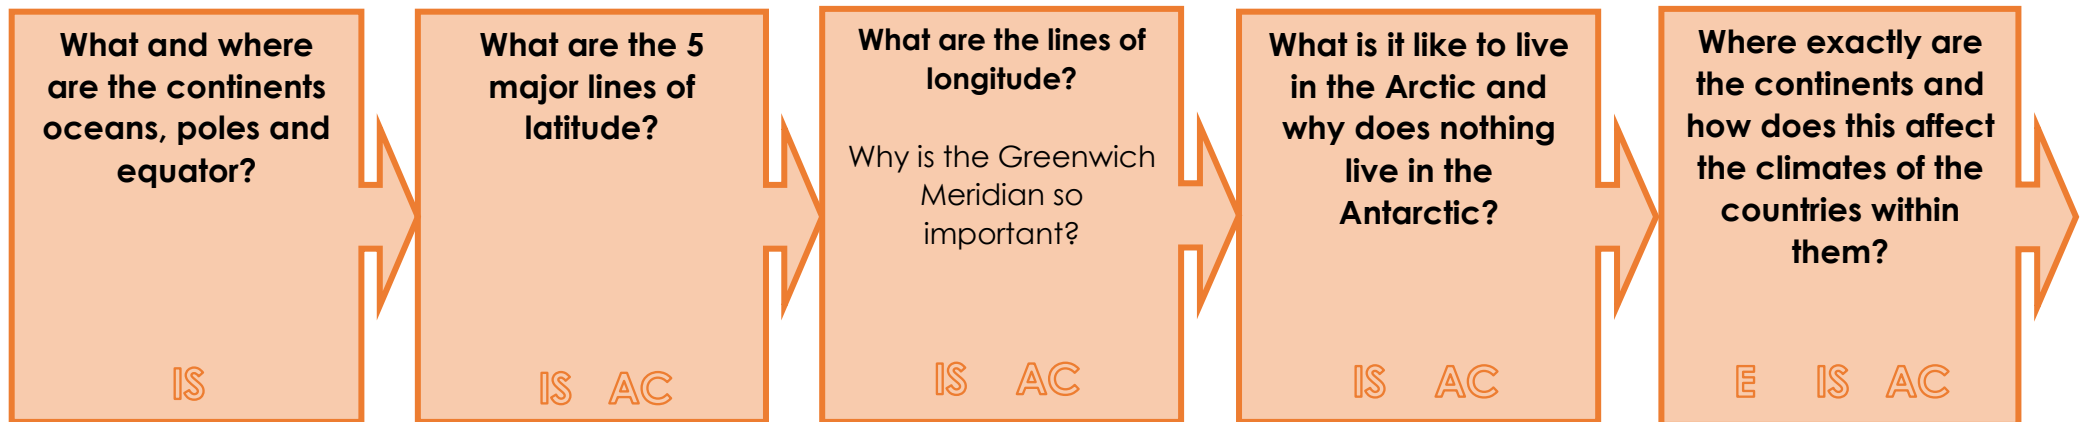 What and where
are the continents
oceans, poles and
equator?
IS
What are the 5
major lines of
latitude?
IS AC
What are the lines of
longitude?
Why is the Greenwich
Meridian so
important?
IS AC
What is it like to live
in the Arctic and
why does nothing
live in the
Antarctic?
IS AC
Where exactly are
the continents and
how does this affect
the climates of the
countries within
them?
E IS AC